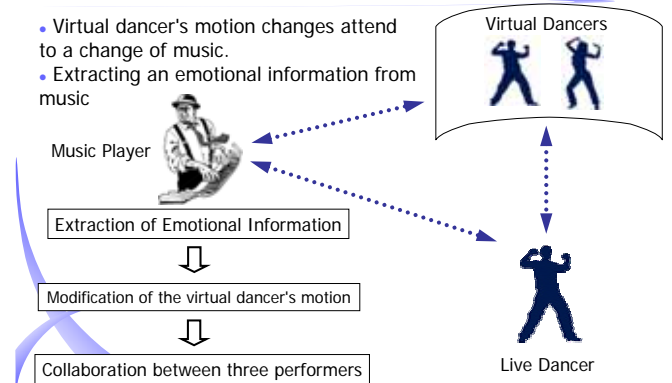 • Virtual dancer's motion changes attend
to a change of music.
• Extracting an emotional information from
music
Virtual Dancers
Music Player
Extraction of Emotional Information
Modification of the virtual dancer's motion
Collaboration between three performers
Live Dancer